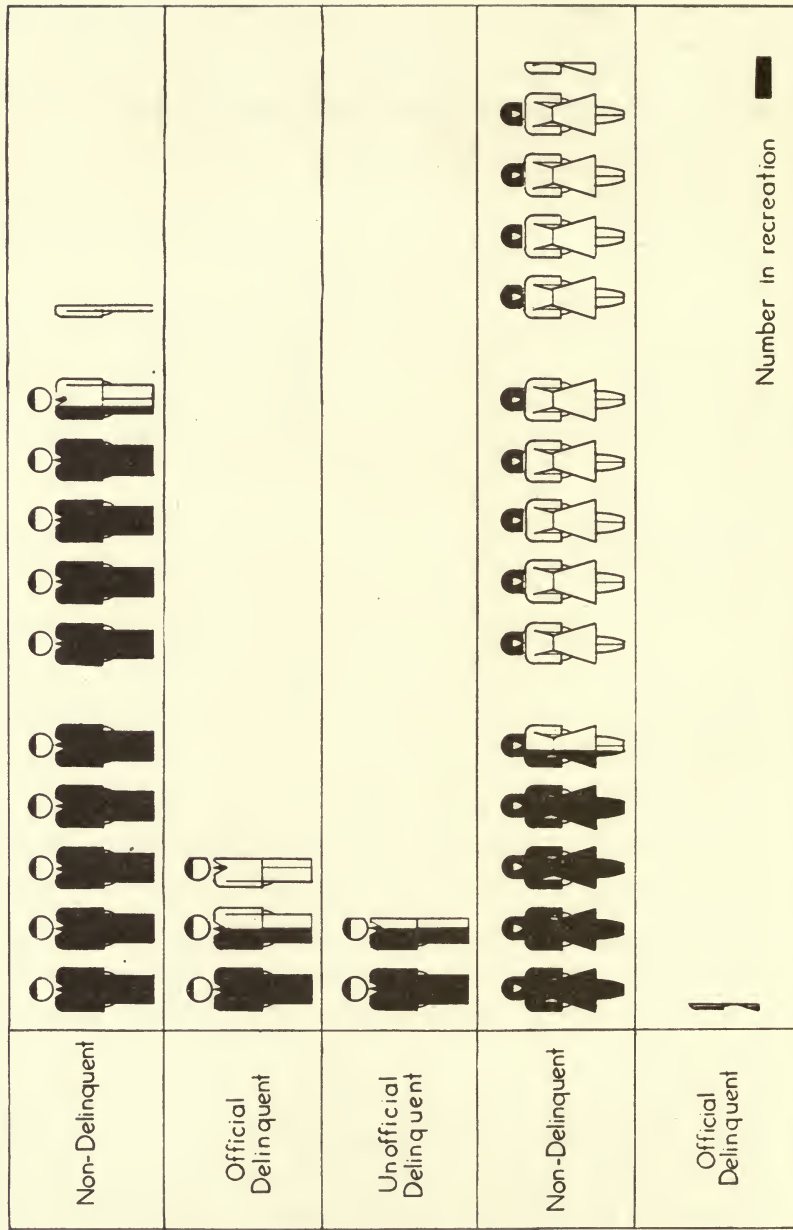 Non-Delinquent
Official
Delinquent
Unofficial
Delinquent
Non-Delinquent
Official
Delinquent
Number in recreation